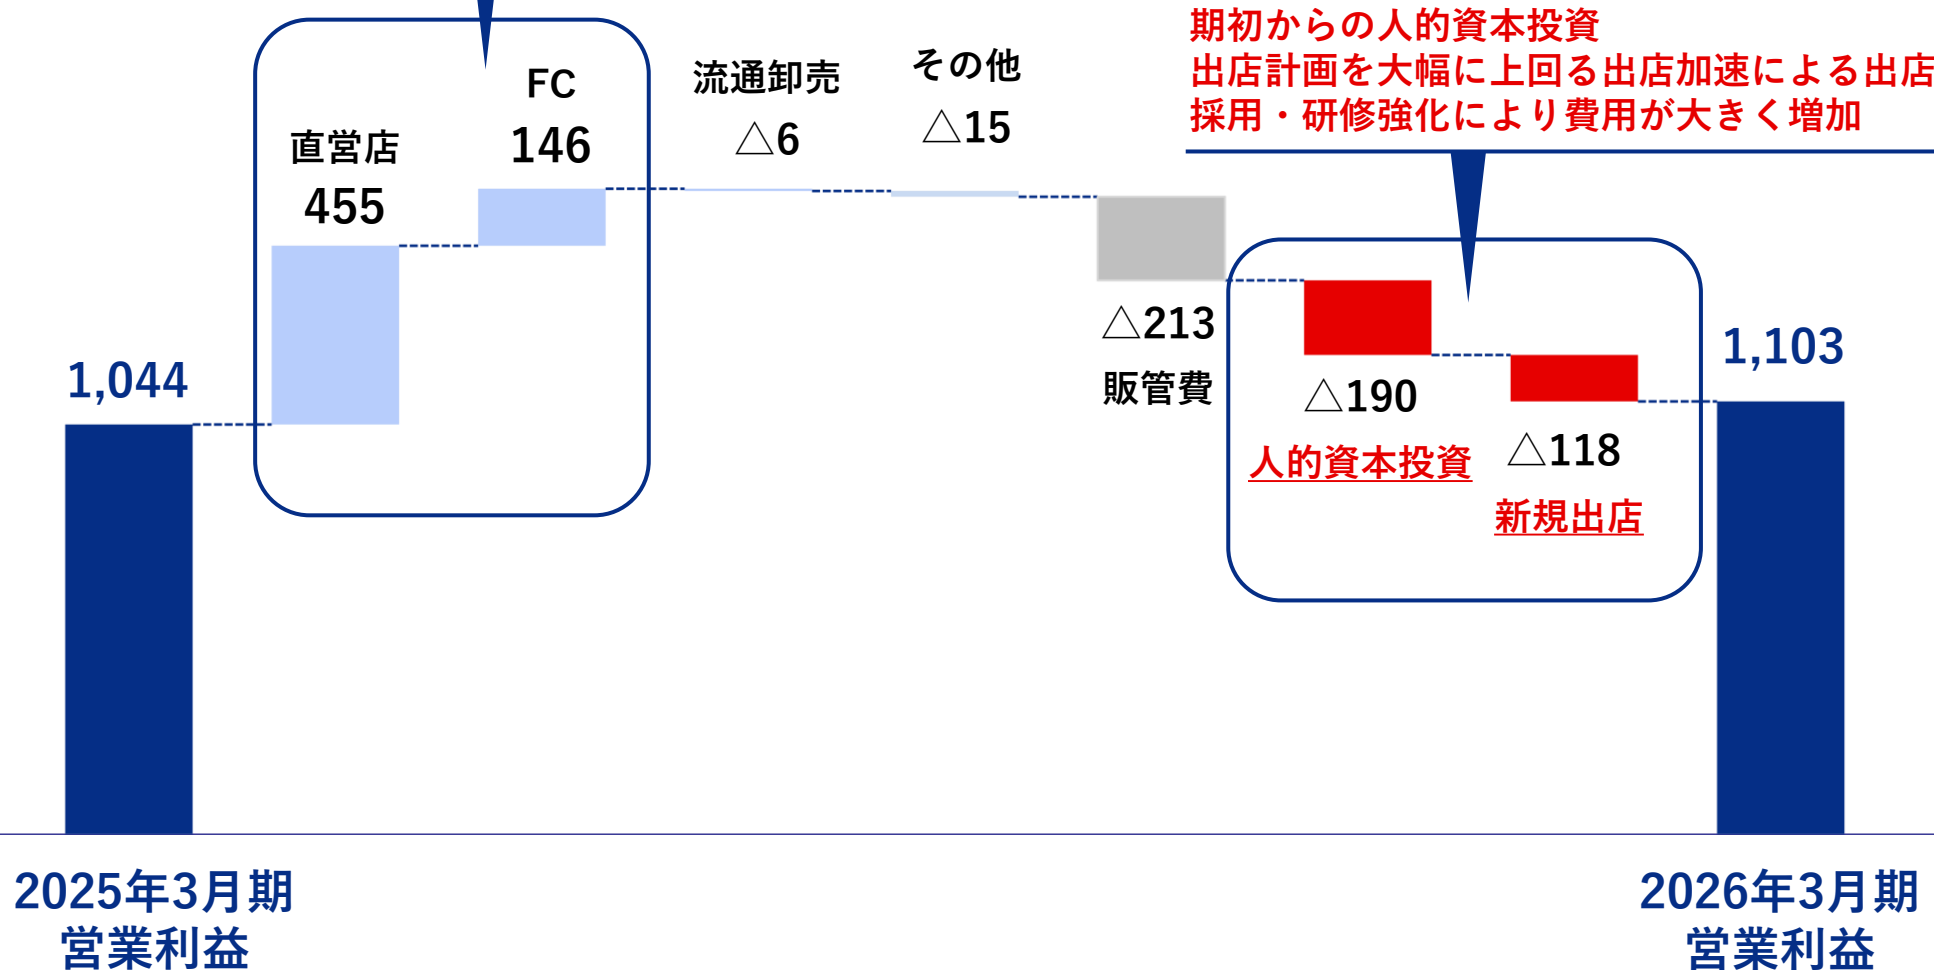 期初からの人的資本投資
出店計画を大幅に上回る出店加速による出店
採用・研修強化により費用が大きく増加
直営店
455
FC
146
流通卸売
△6
その他
△15
△213
販管費
△190
人的資本投資
△118
新規出店
1,044
1,103
2025年3月期
営業利益
2026年3月期
営業利益